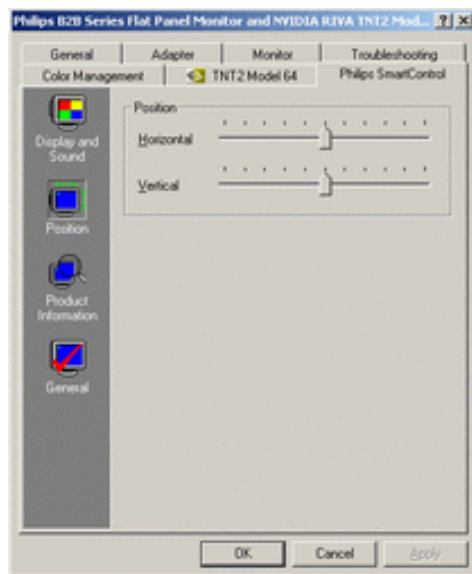 Philips B2B Series Flat Panel Monitor and NVIDIA RIVA TNT2 Mod...
General
Adapter
Monitor
Troubleshooting
Color Management
TNT2 Model 64
Philips SmartControl
Display and
Sound
Position
Product
Information
General
Position
Horizontal
Vertical
OK
Cancel
Apply